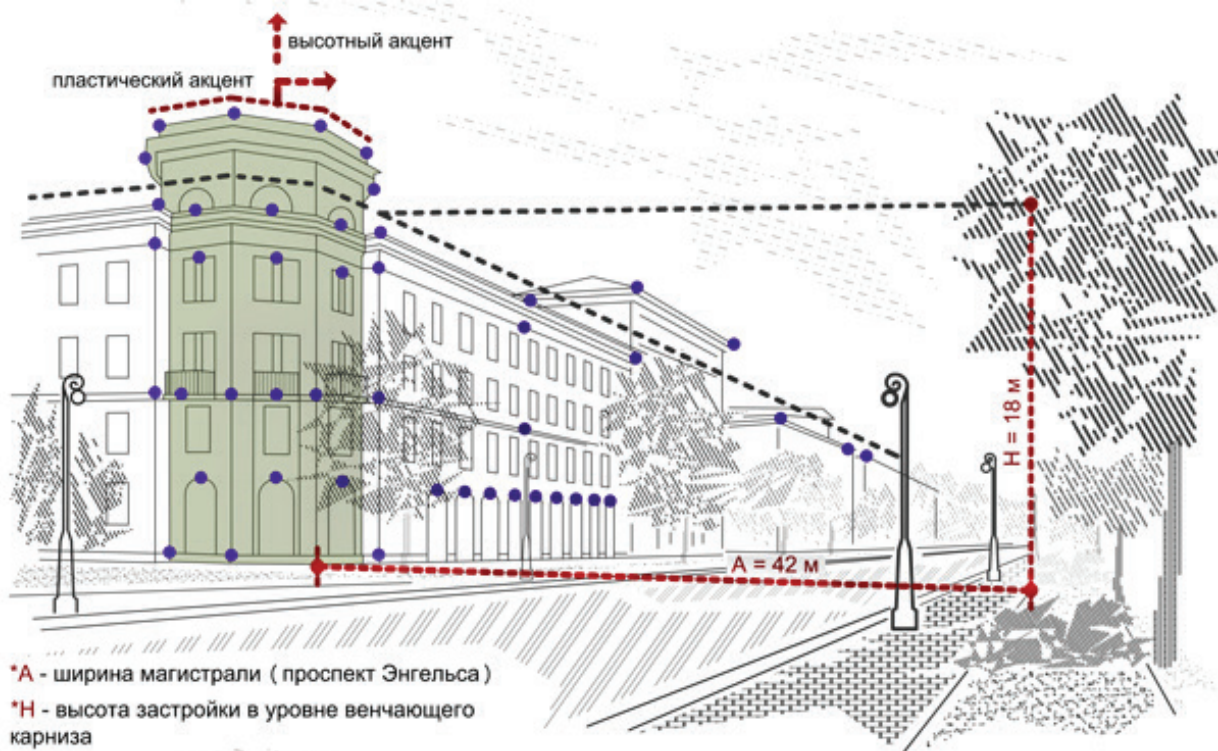 высотный акцент
пластический акцент
H = 18 м
A = 42 м
*А - ширина магистрали ( проспект Энгельса )
*Н - высота застройки в уровне венчающего
карниза